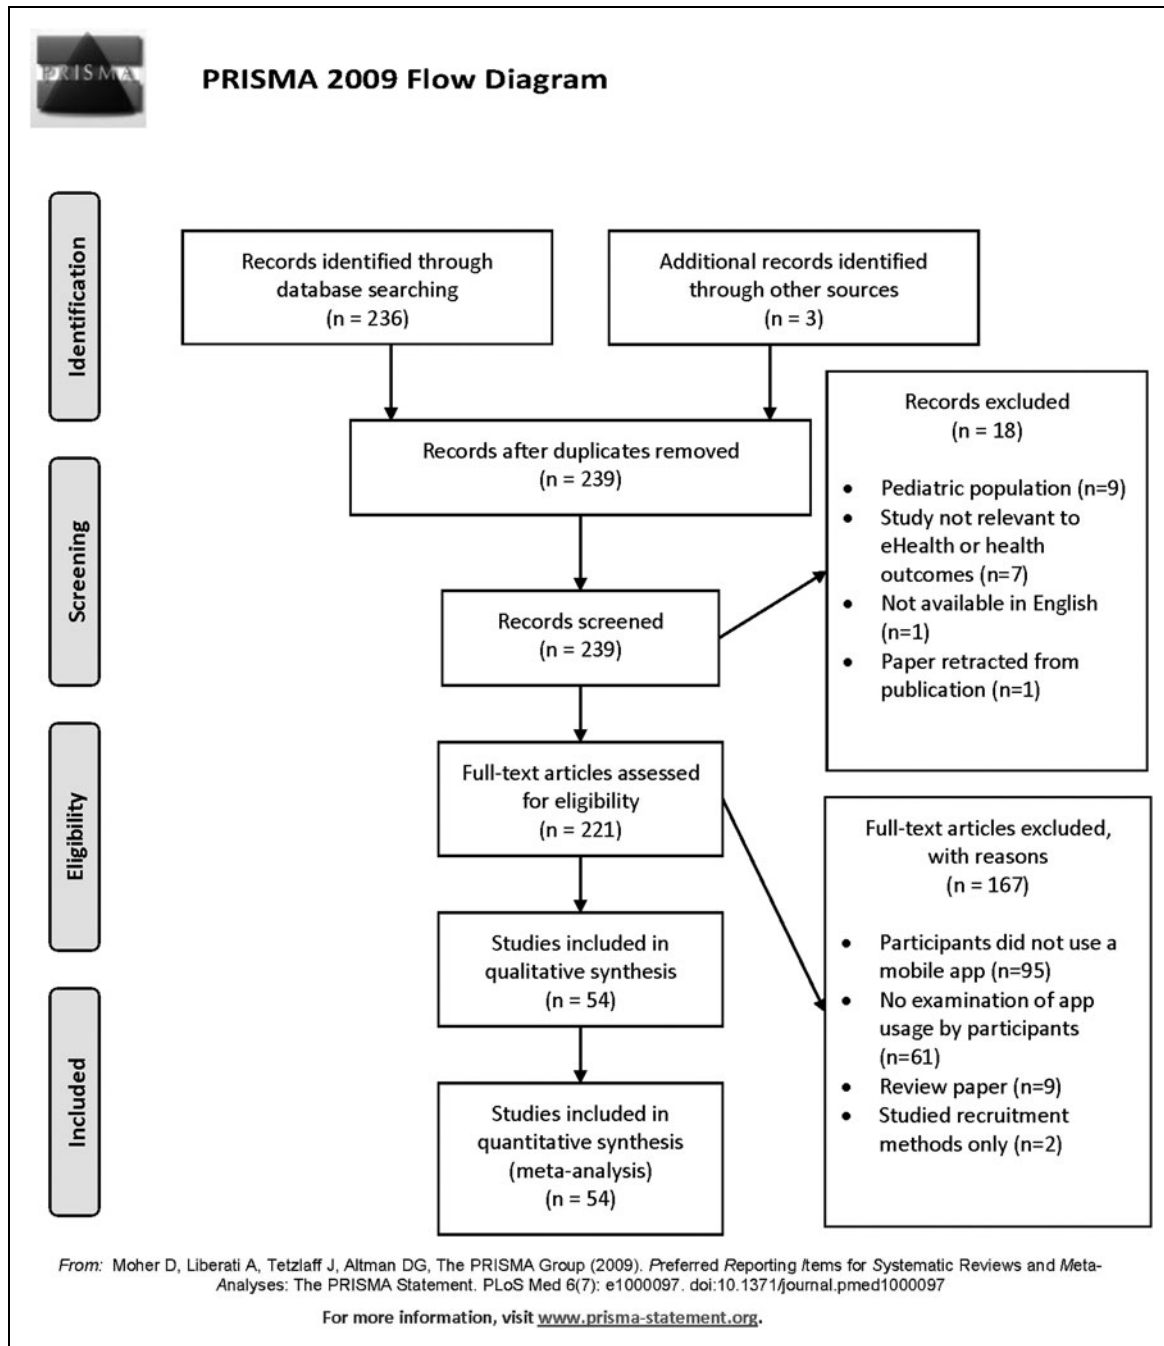 PRISMA
PRISMA 2009 Flow Diagram
Identification
Records identified through
database searching
(n = 236)
Additional records identified
through other sources
(n = 3)
Records after duplicates removed
(n = 239)
Records excluded
(n = 18)
• Pediatric population (n=9)
• Study not relevant to
eHealth or health
outcomes (n=7)
• Not available in English
(n=1)
• Paper retracted from
publication (n=1)
Screening
Records screened
(n = 239)
Eligibility
Full-text articles assessed
for eligibility
(n = 221)
Full-text articles excluded,
with reasons
(n = 167)
• Participants did not use a
mobile app (n=95)
• No examination of app
usage by participants
(n=61)
• Review paper (n=9)
• Studied recruitment
methods only (n=2)
Studies included in
qualitative synthesis
(n = 54)
Included
Studies included in
quantitative synthesis
(meta-analysis)
(n = 54)
From: Moher D, Liberati A, Tetzlaff J, Altman DG, The PRISMA Group (2009). Preferred Reporting Items for Systematic Reviews and Meta-
Analyses: The PRISMA Statement. PLoS Med 6(7): e1000097. doi:10.1371/journal.pmed1000097
For more information, visit www.prisma-statement.org.